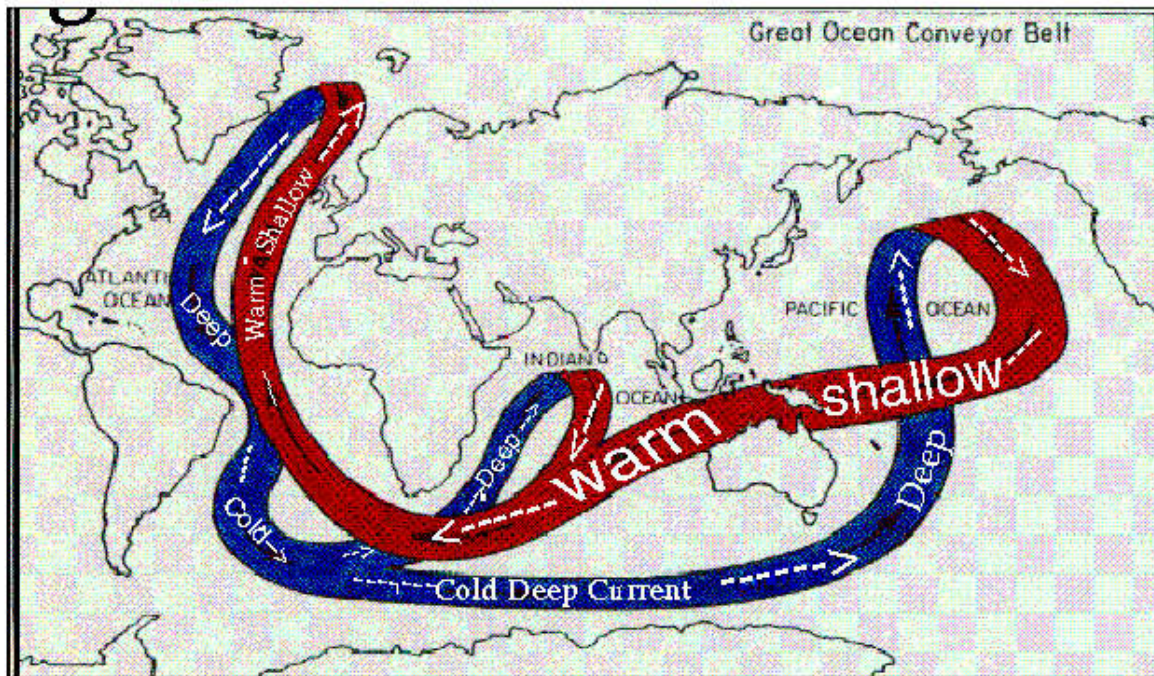 Great Ocean Conveyor Belt
Shallow
Warm
ATLANTI
OCEAN
Deep
PACIFIC
OCEAN
INDIAN
OCEAN
shallow
warm
Deep
Deep
Cold
Cold Deep Current